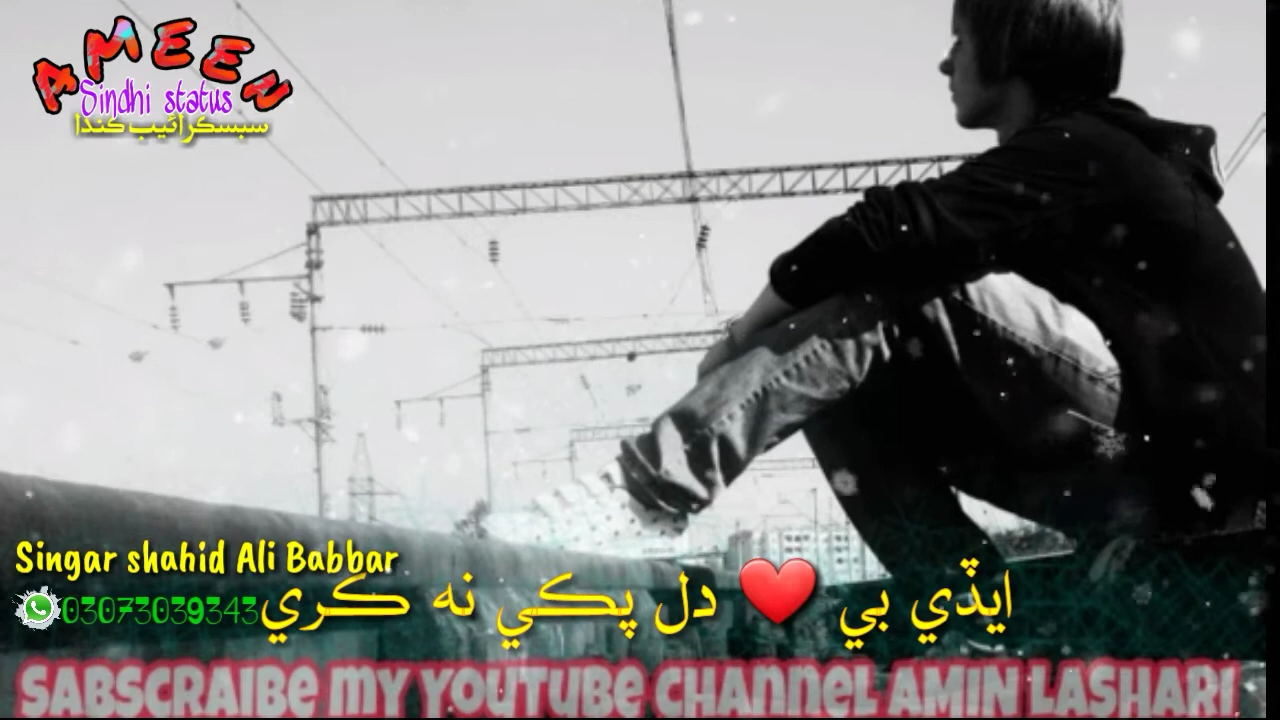 AMEEN
Sindhi status
سبسڪرائيب ڪندا
Singar shahid Ali Babbar
ايڏي بي ❤ دل پڪي نه ڪري
03073039343
SABSCRAIBE MY YOUTUBE CHANNEL AMIN LASHARI